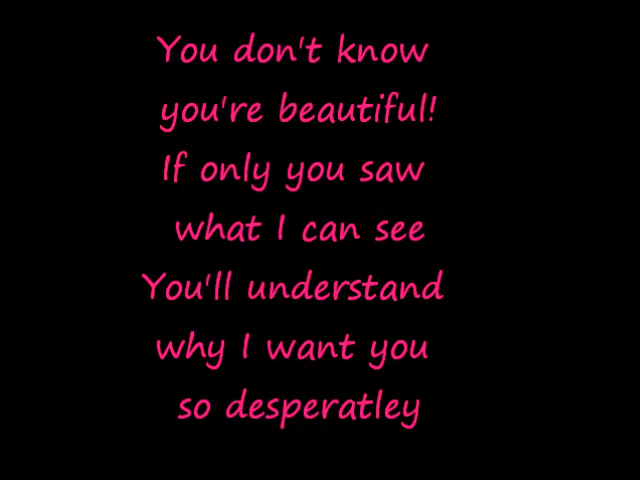 You don't know
you're beautiful!
If only you saw
what I can see
You'll understand
why I want you
so desperatley